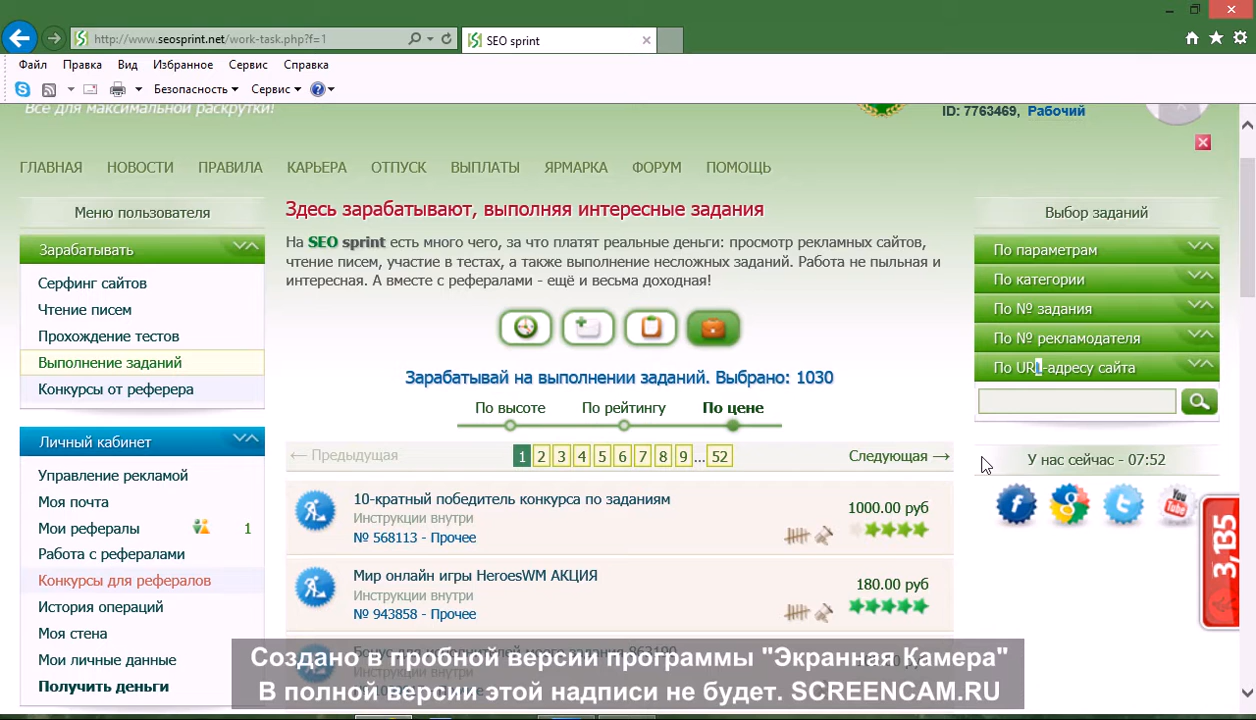 http://www.seosprint.net/work-task.php?f=1
SEO sprint
Файл Правка Вид Избранное Сервис Справка
Безопасность Сервис
Все для максимальной раскрутки!
ID: 7763469, Рабочий
ГЛАВНАЯ НОВОСТИ ПРАВИЛА КАРЬЕРА ОТПУСК ВЫПЛАТЫ ЯРМАРКА ФОРУМ ПОМОЩЬ
Меню пользователя
Зарабатывать
Серфинг сайтов
Чтение писем
Прохождение тестов
Выполнение заданий
Конкурсы от реферера
Личный кабинет
Управление рекламой
Моя почта
Мои рефералы 1
Работа с рефералами
Конкурсы для рефералов
История операций
Моя стена
Мои личные данные
Получить деньги
Здесь зарабатывают, выполняя интересные задания
На SEO sprint есть много чего, за что платят реальные деньги: просмотр рекламных сайтов,
чтение писем, участие в тестах, а также выполнение несложных заданий. Работа не пыльная и
интересная. А вместе с рефералами - ещё и весьма доходная!
Зарабатывай на выполнении заданий. Выбрано: 1030
По высоте По рейтингу По цене
← Предыдущая 1 2 3 4 5 6 7 8 9 ... 52 Следующая →
10-кратный победитель конкурса по заданиям
Инструкции внутри
№ 568113 - Прочее
1000.00 руб
Мир онлайн игры HeroesWM АКЦИЯ
Инструкции внутри
№ 943858 - Прочее
180.00 руб
Выбор заданий
По параметрам
По категории
По № задания
По № рекламодателя
По URL-адресу сайта
У нас сейчас - 07:52
You Tube
3,135
Создано в пробной версии программы "Экранная Камера"
В полной версии этой надписи не будет. SCREENCAM.RU